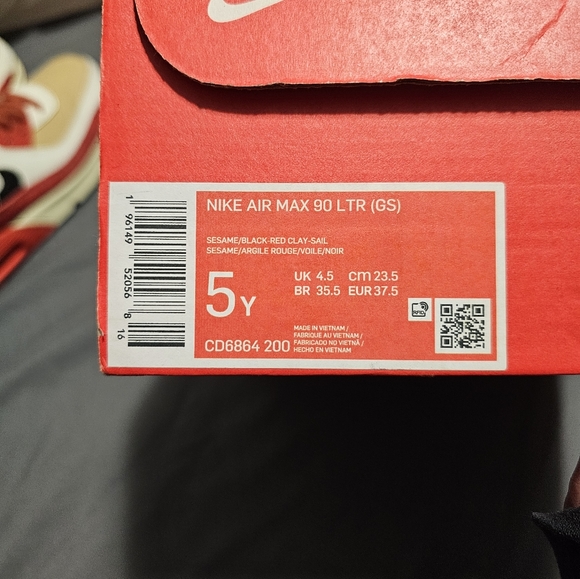 NIKE AIR MAX 90 LTR (GS)
SESAME/BLACK-RED CLAY-SAIL
SESAME/ARGILE ROUGE/VOILE/NOIR
5Y
UK 4.5 cm 23.5
BR 35.5 EUR 37.5
RFID
CD6864 200
MADE IN VIETNAM /
FABRIQUE AU VIETNAM /
FABRICADO NO VIETNÃ /
HECHO EN VIETNAM
1 96149 52056 8 16